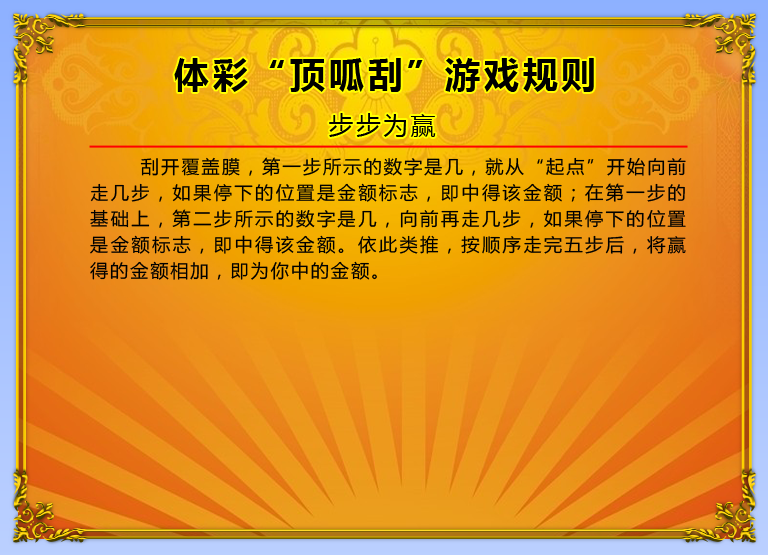 体彩“顶呱刮”游戏规则
步步为赢
刮开覆盖膜，第一步所示的数字是几，就从“起点”开始向前
走几步，如果停下的位置是金额标志，即中得该金额；在第一步的
基础上，第二步所示的数字是几，向前再走几步，如果停下的位置
是金额标志，即中得该金额。依此类推，按顺序走完五步后，将赢
得的金额相加，即为你中的金额。